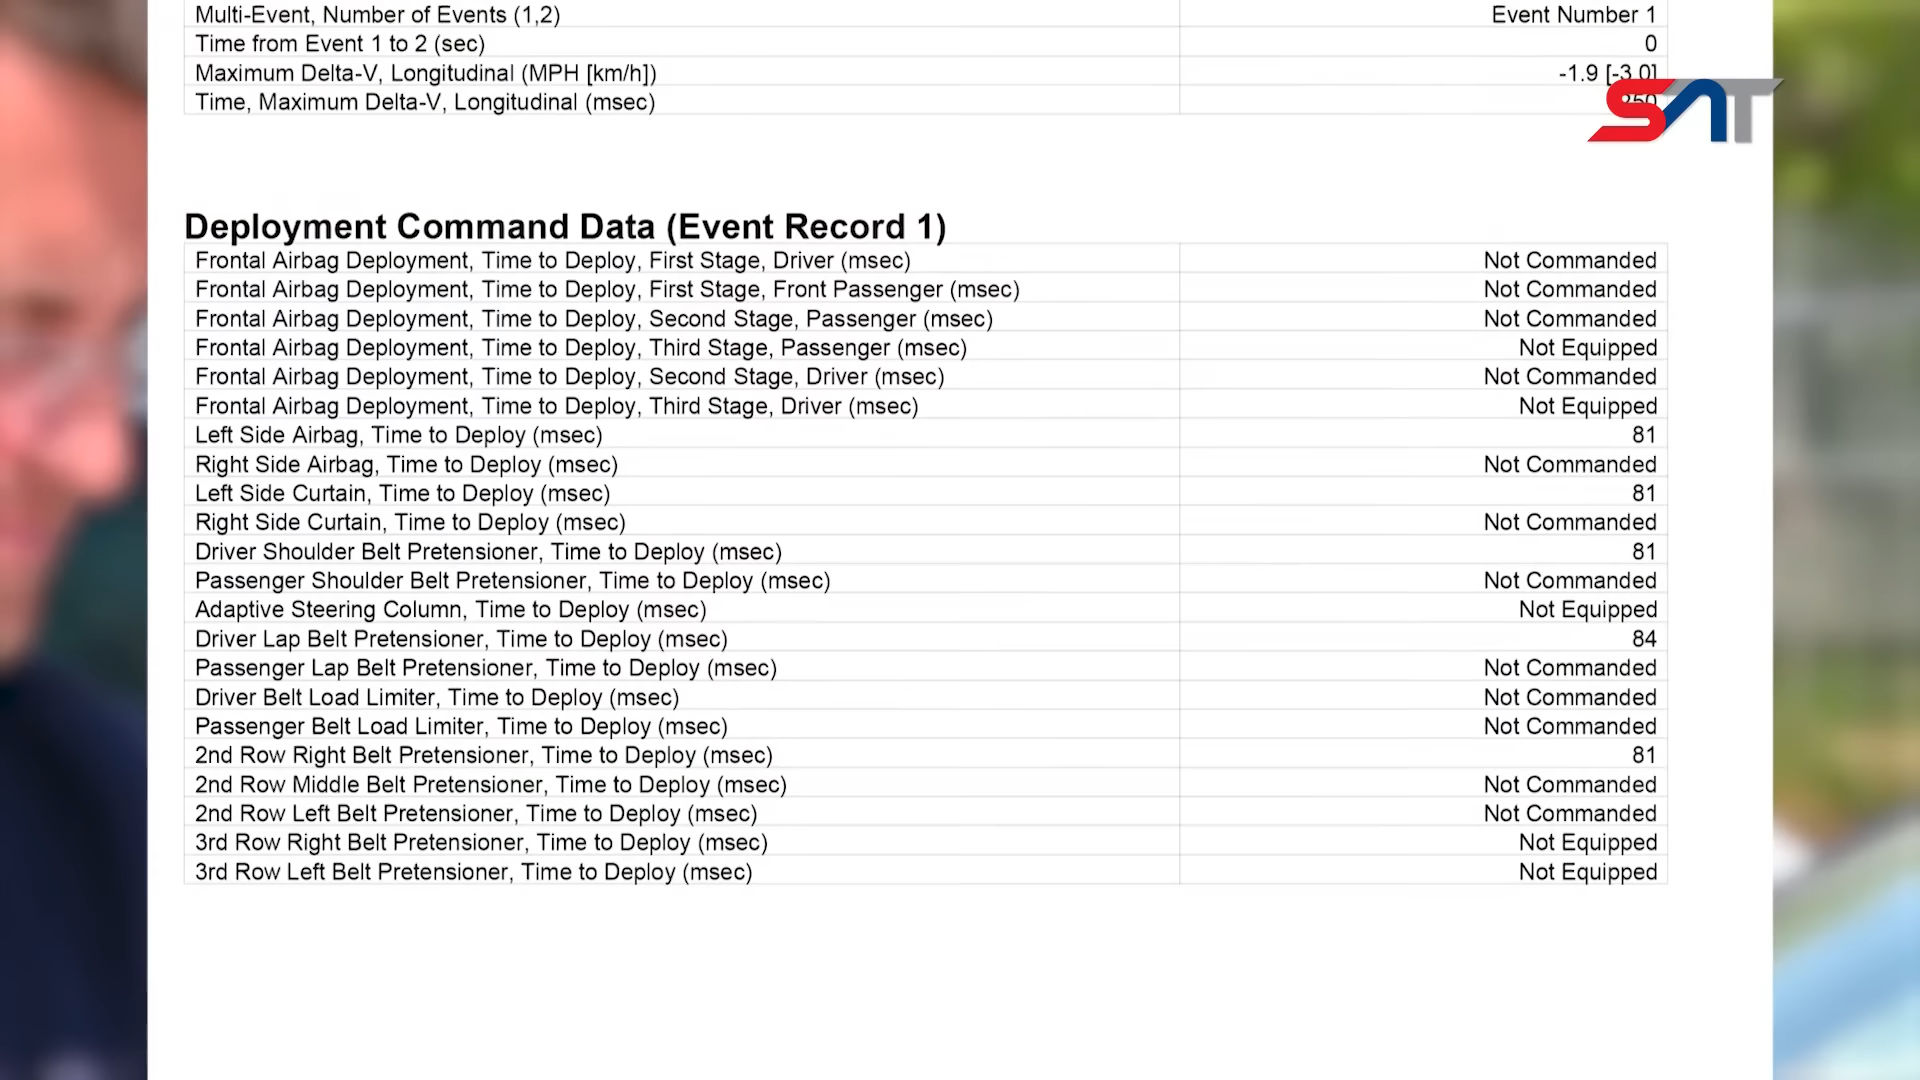 Multi-Event, Number of Events (1,2) Event Number 1
Time from Event 1 to 2 (sec) 0
Maximum Delta-V, Longitudinal (MPH [km/h]) -1.9 [-3.0]
Time, Maximum Delta-V, Longitudinal (msec) 250
SNT
Deployment Command Data (Event Record 1)
Frontal Airbag Deployment, Time to Deploy, First Stage, Driver (msec) Not Commanded
Frontal Airbag Deployment, Time to Deploy, First Stage, Front Passenger (msec) Not Commanded
Frontal Airbag Deployment, Time to Deploy, Second Stage, Passenger (msec) Not Commanded
Frontal Airbag Deployment, Time to Deploy, Third Stage, Passenger (msec) Not Equipped
Frontal Airbag Deployment, Time to Deploy, Second Stage, Driver (msec) Not Commanded
Frontal Airbag Deployment, Time to Deploy, Third Stage, Driver (msec) Not Equipped
Left Side Airbag, Time to Deploy (msec) 81
Right Side Airbag, Time to Deploy (msec) Not Commanded
Left Side Curtain, Time to Deploy (msec) 81
Right Side Curtain, Time to Deploy (msec) Not Commanded
Driver Shoulder Belt Pretensioner, Time to Deploy (msec) 81
Passenger Shoulder Belt Pretensioner, Time to Deploy (msec) Not Commanded
Adaptive Steering Column, Time to Deploy (msec) Not Equipped
Driver Lap Belt Pretensioner, Time to Deploy (msec) 84
Passenger Lap Belt Pretensioner, Time to Deploy (msec) Not Commanded
Driver Belt Load Limiter, Time to Deploy (msec) Not Commanded
Passenger Belt Load Limiter, Time to Deploy (msec) Not Commanded
2nd Row Right Belt Pretensioner, Time to Deploy (msec) 81
2nd Row Middle Belt Pretensioner, Time to Deploy (msec) Not Commanded
2nd Row Left Belt Pretensioner, Time to Deploy (msec) Not Commanded
3rd Row Right Belt Pretensioner, Time to Deploy (msec) Not Equipped
3rd Row Left Belt Pretensioner, Time to Deploy (msec) Not Equipped